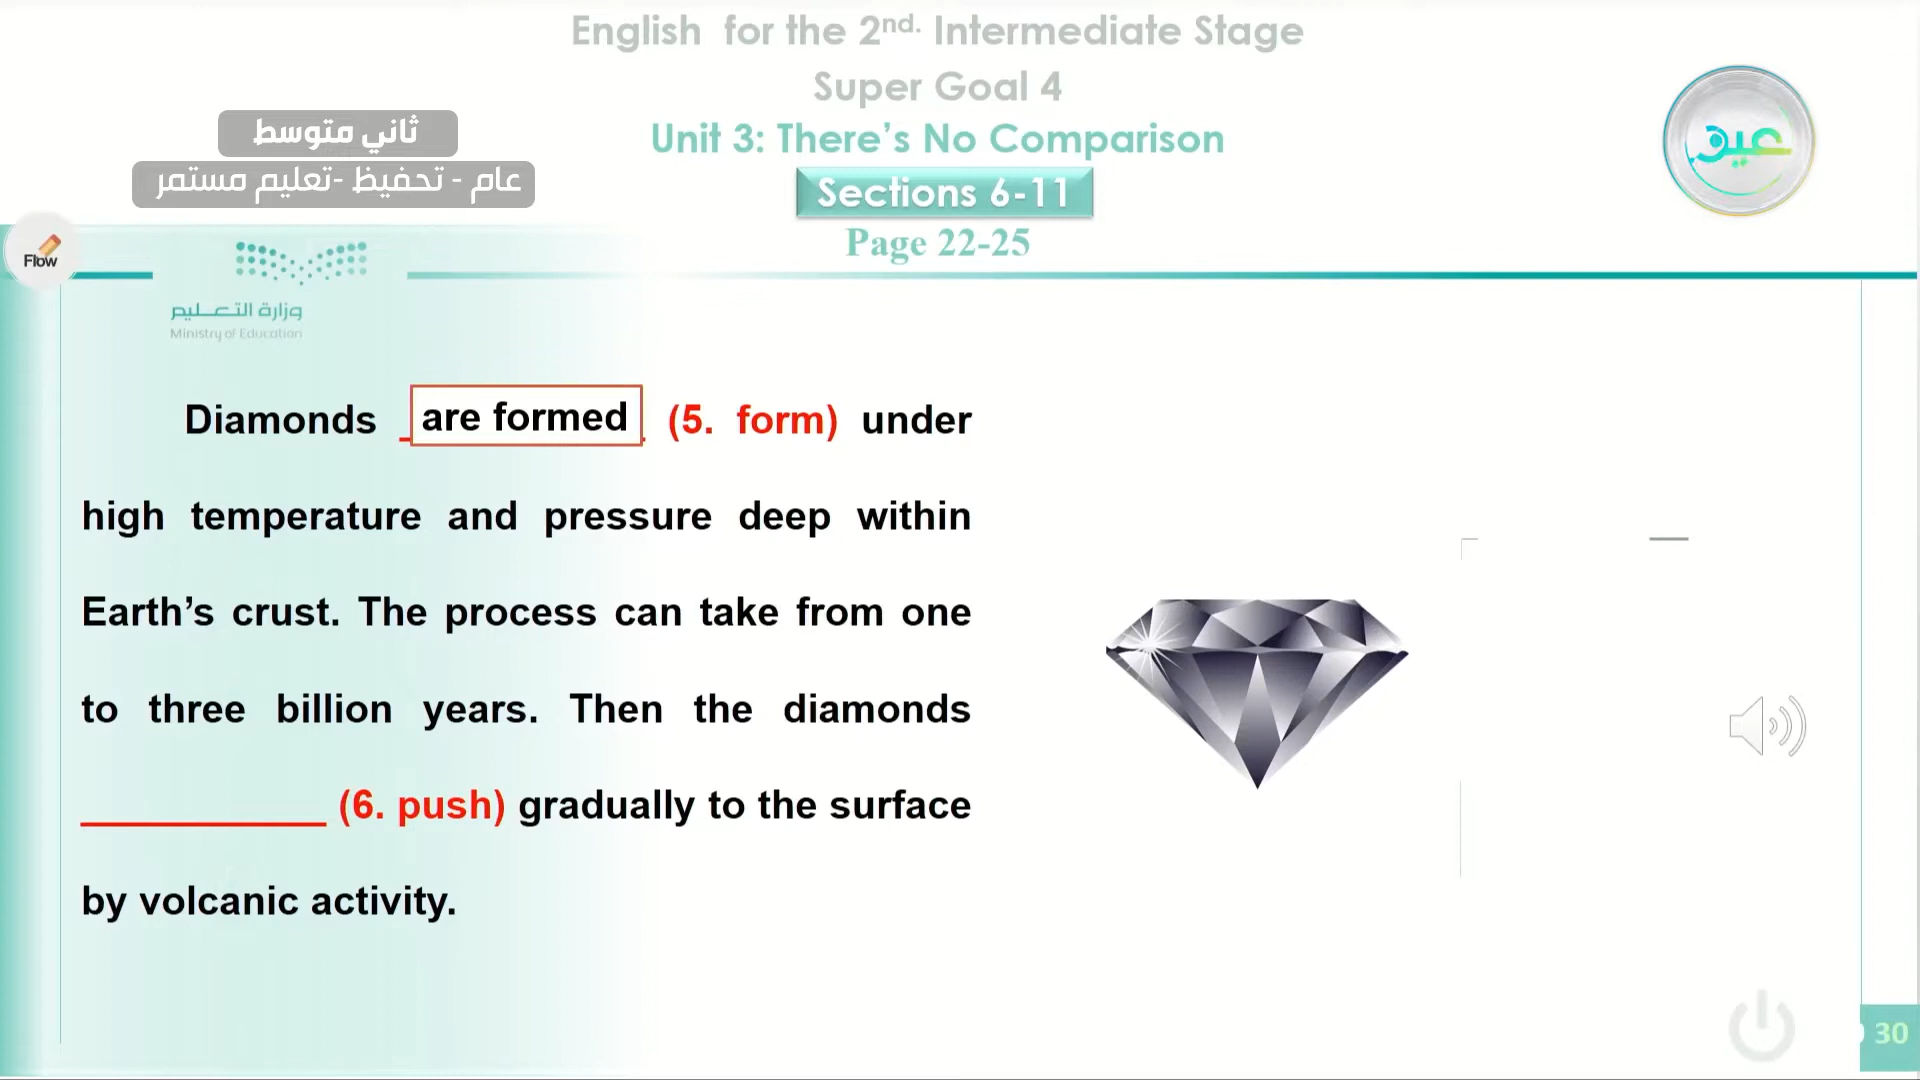 English for the 2nd. Intermediate Stage
Super Goal 4
Unit 3: There's No Comparison
Sections 6-11
Page 22-25
ثاني متوسط
عام - تحفيظ -تعليم مستمر
عين
Flow
وزارة التعليم
Ministry of Education
Diamonds are formed (5. form) under
high temperature and pressure deep within
Earth's crust. The process can take from one
to three billion years. Then the diamonds
__________ (6. push) gradually to the surface
by volcanic activity.
30